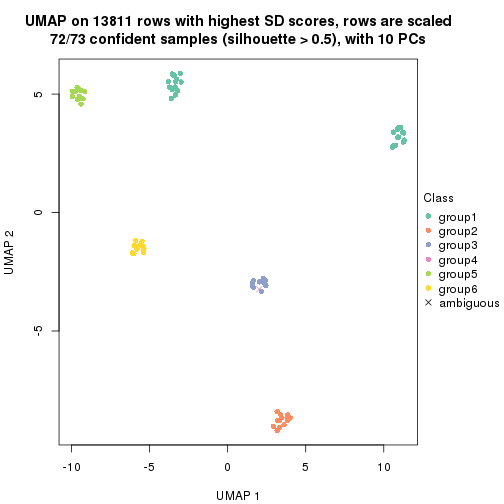 UMAP on 13811 rows with highest SD scores, rows are scaled
72/73 confident samples (silhouette > 0.5), with 10 PCs
5
0
-5
UMAP 2
-10
-5
0
5
10
UMAP 1
Class
group1
group2
group3
group4
group5
group6
ambiguous